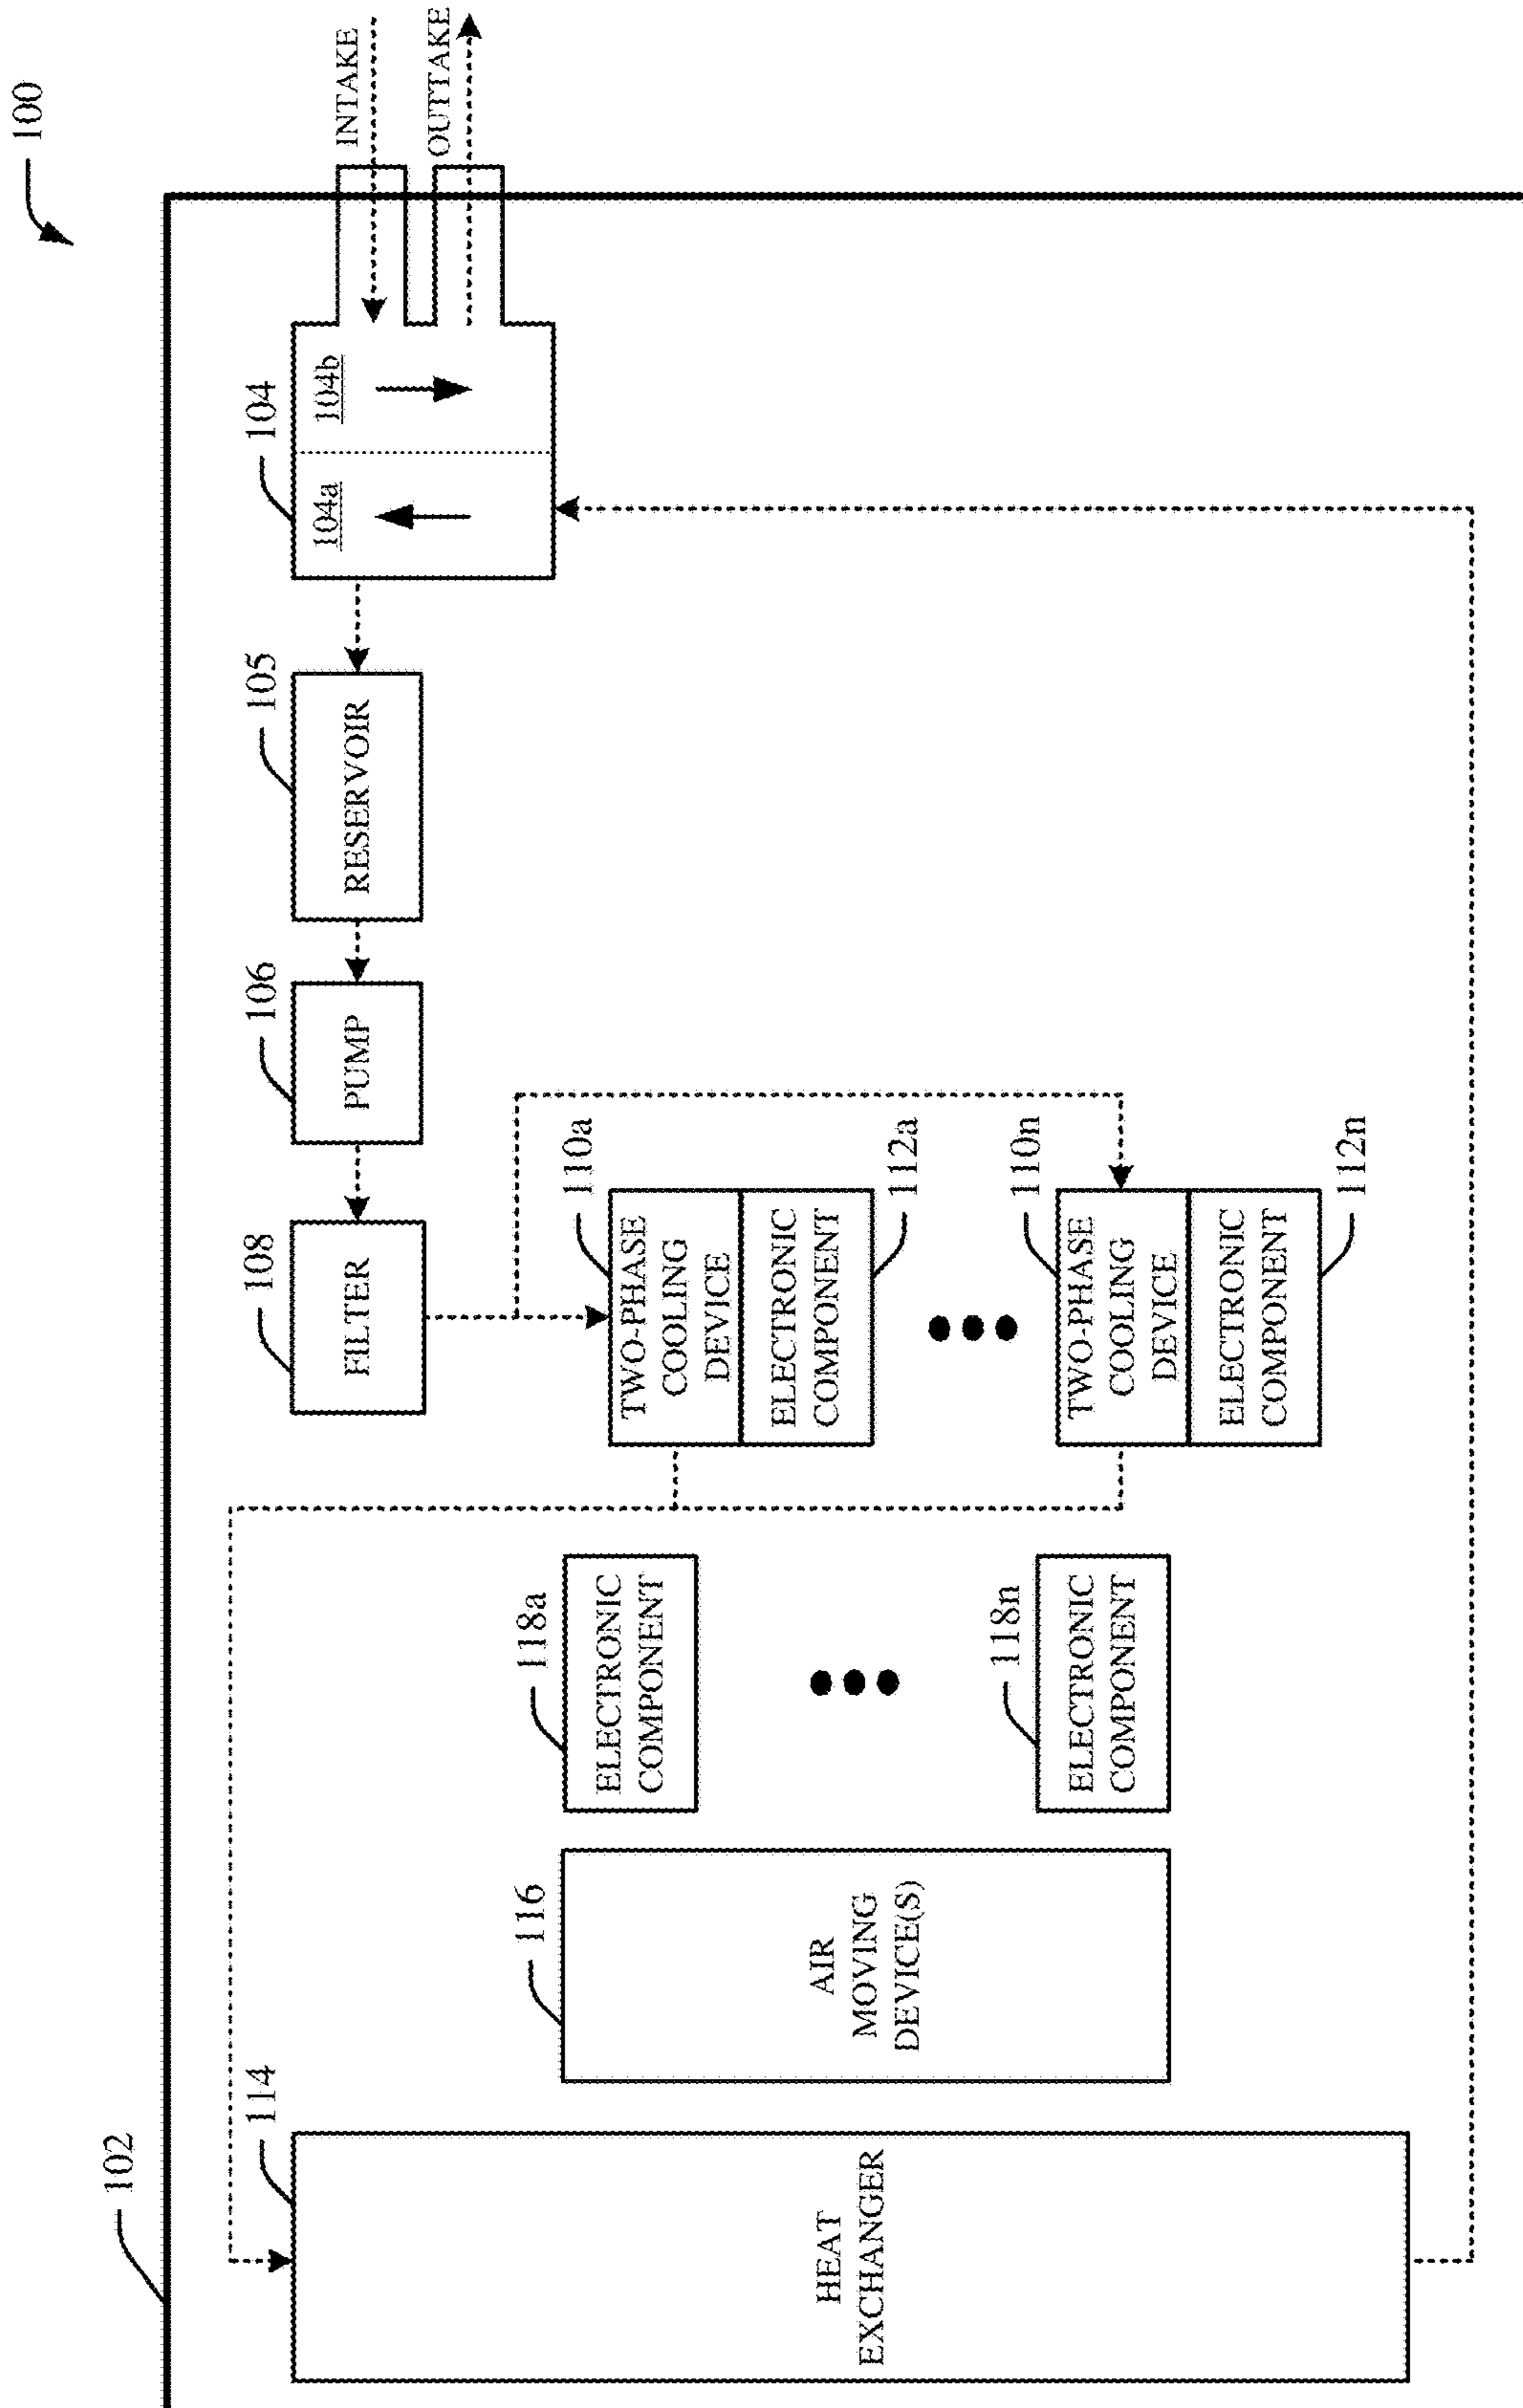 100
102
INTAKE
OUTTAKE
104
104a
104b
105
RESERVOIR
106
PUMP
108
FILTER
110a
TWO-PHASE
COOLING
DEVICE
ELECTRONIC
COMPONENT
112a
110n
TWO-PHASE
COOLING
DEVICE
ELECTRONIC
COMPONENT
112n
118a
ELECTRONIC
COMPONENT
118n
ELECTRONIC
COMPONENT
116
AIR
MOVING
DEVICE(S)
114
HEAT
EXCHANGER